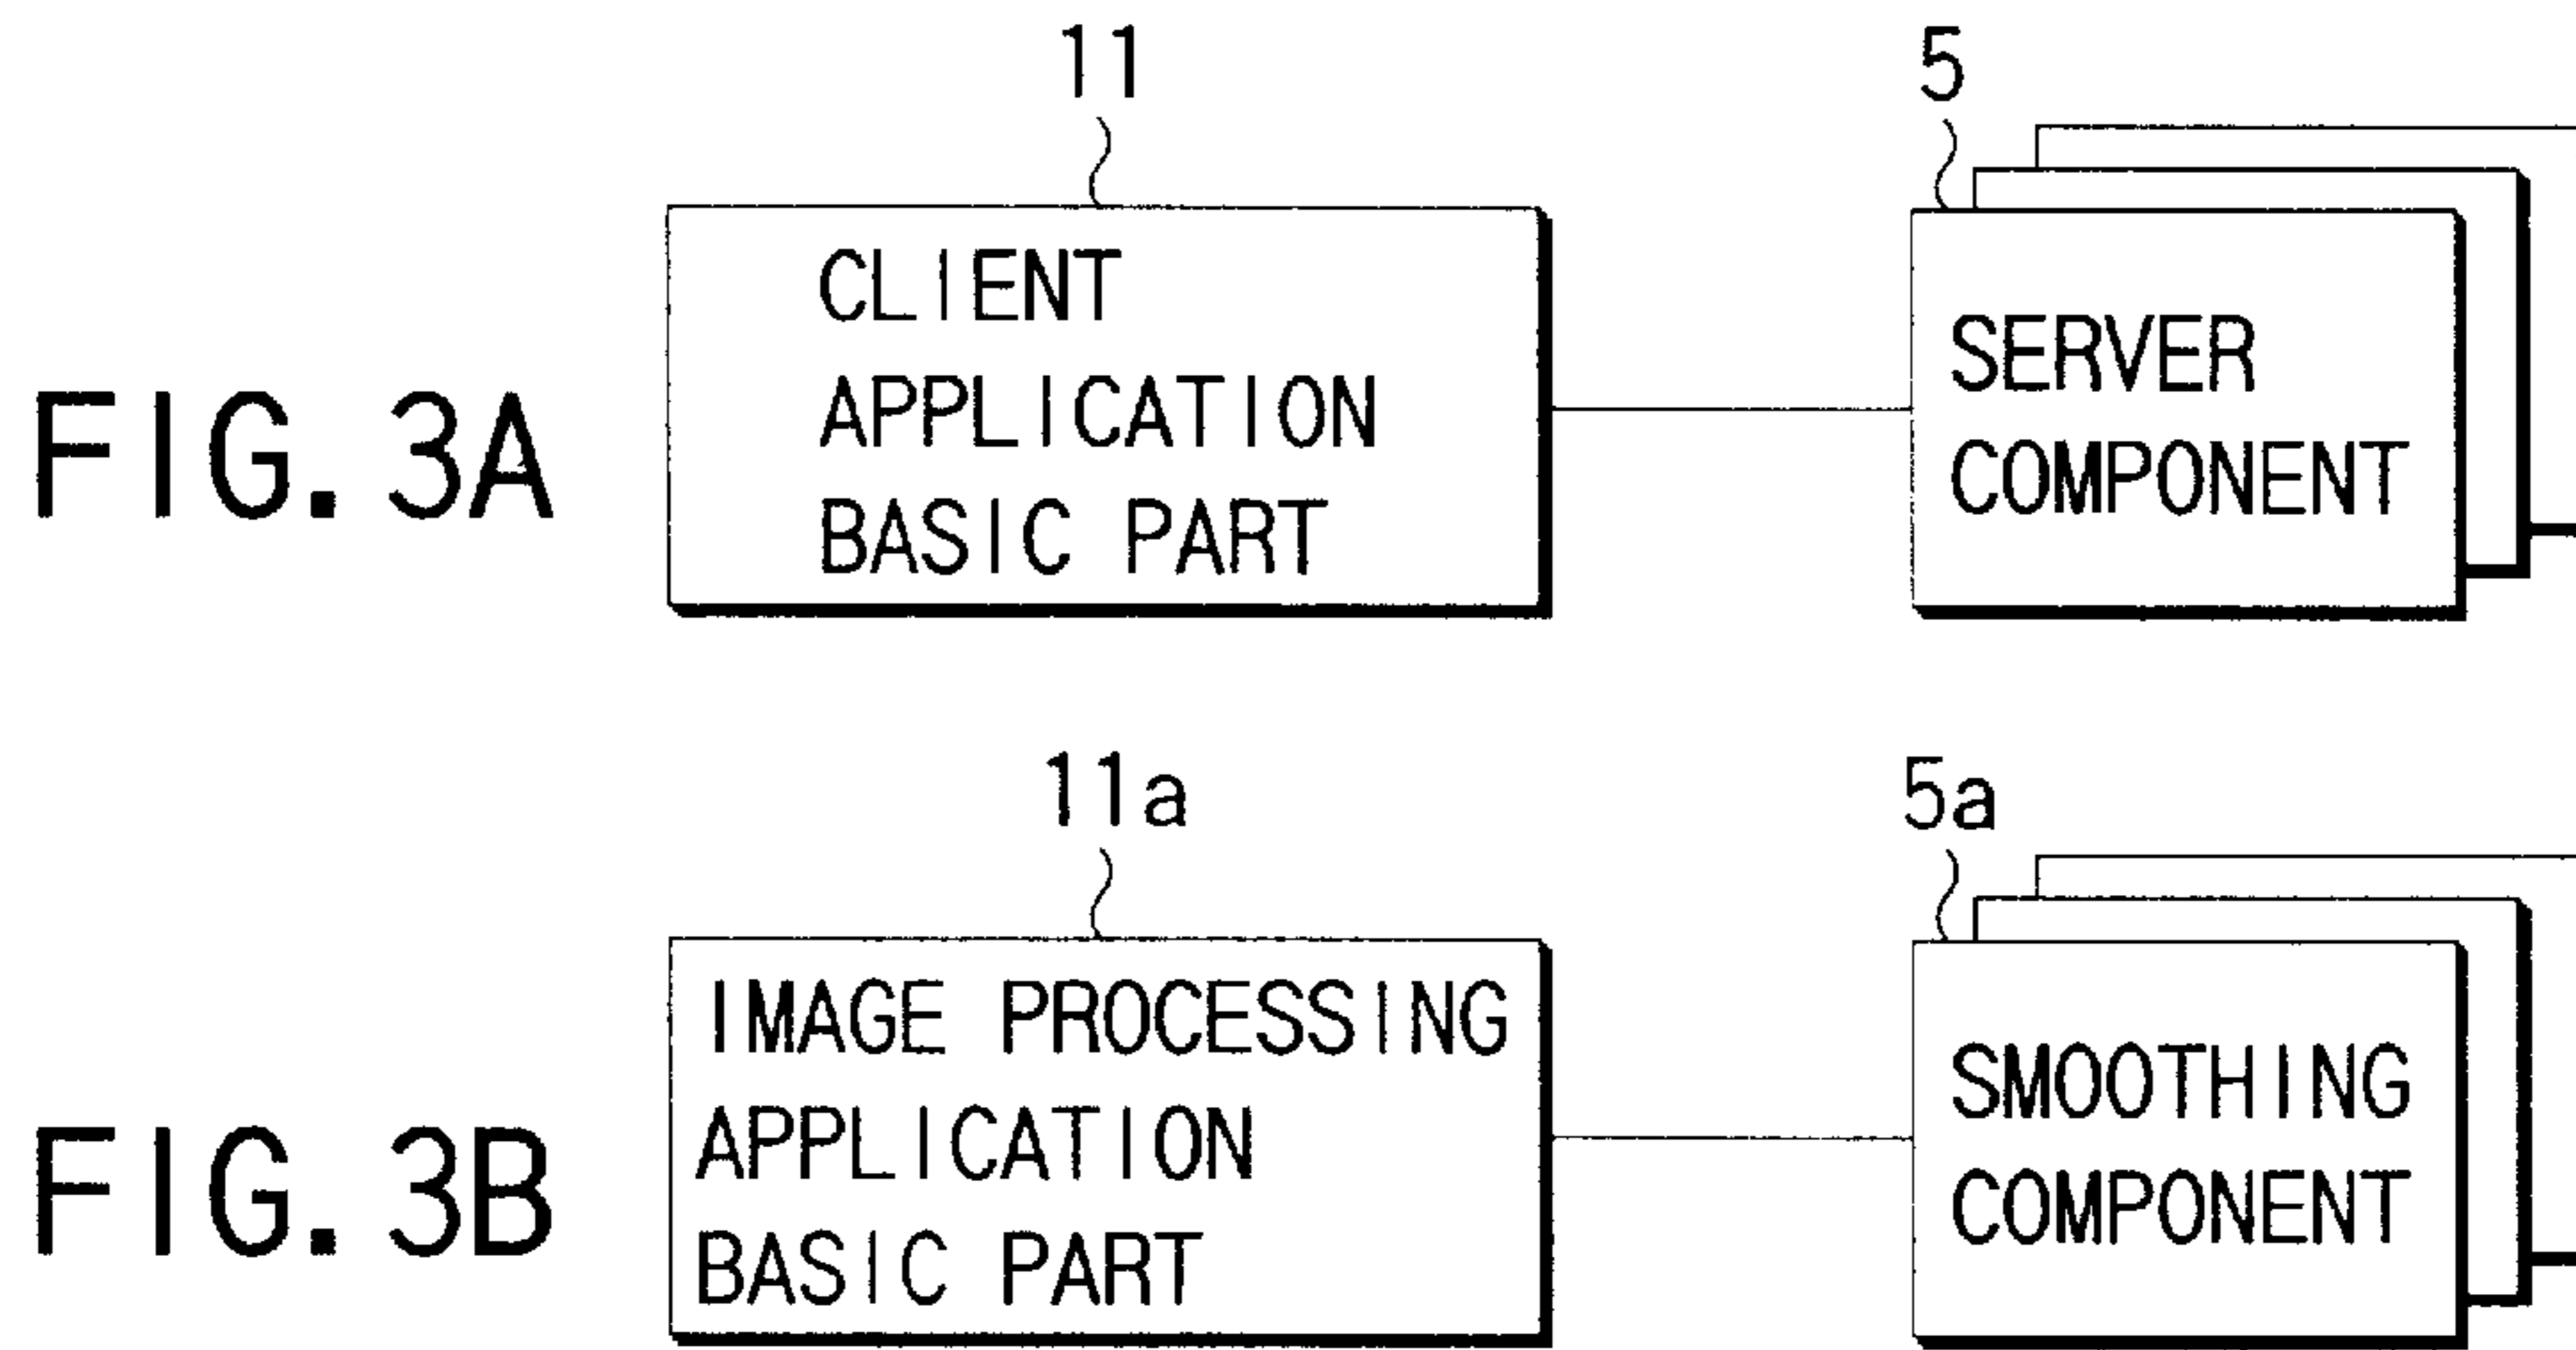 11
5
CLIENT
APPLICATION
BASIC PART
SERVER
COMPONENT
FIG. 3A
11a
5a
IMAGE PROCESSING
APPLICATION
BASIC PART
SMOOTHING
COMPONENT
FIG. 3B